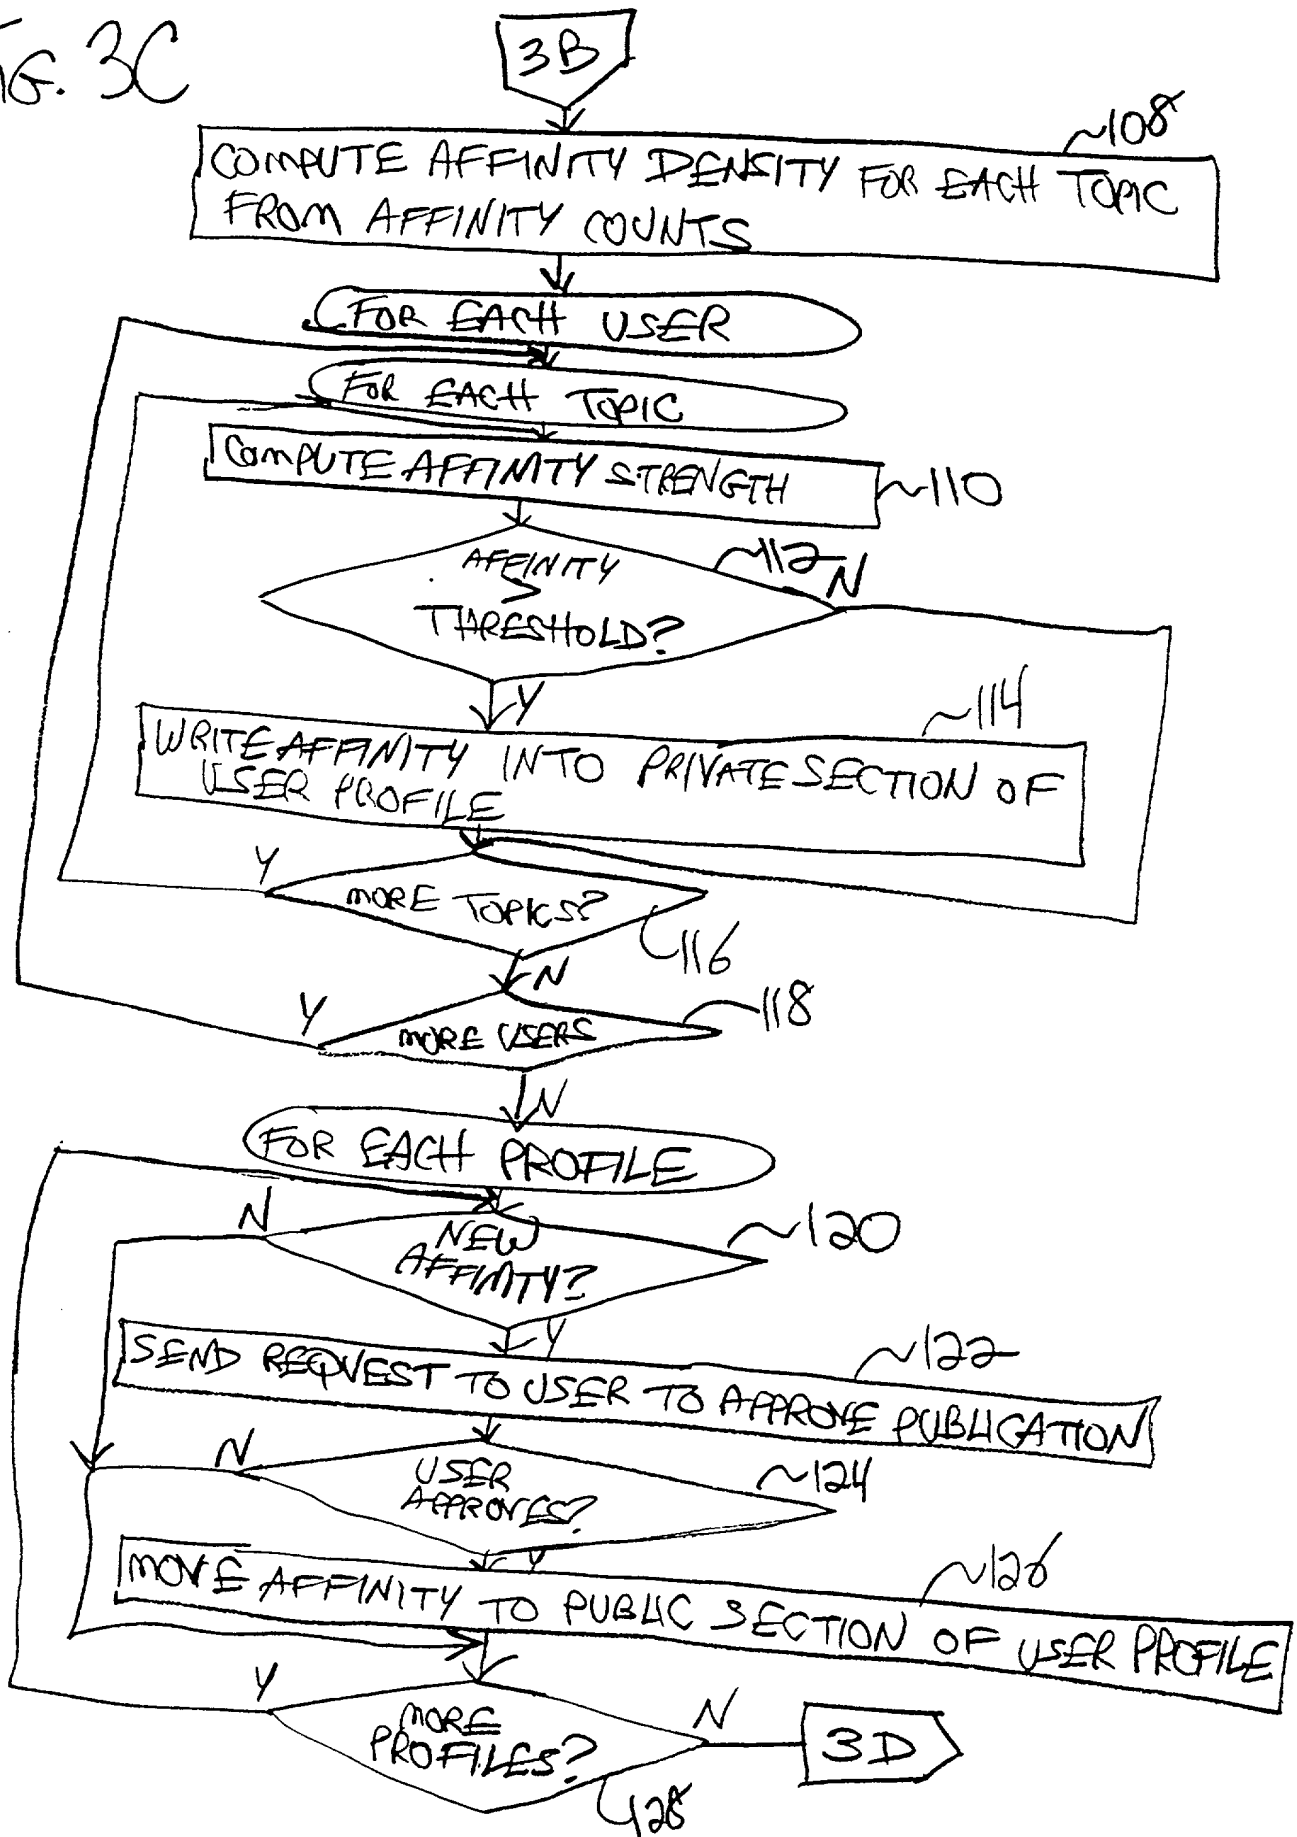 FIG. 3C
3B
~108
COMPUTE AFFINITY DENSITY FOR EACH TOPIC
FROM AFFINITY COUNTS
FOR EACH USER
FOR EACH TOPIC
COMPUTE AFFINITY STRENGTH
~110
AFFINITY
>
THRESHOLD?
~112
N
Y
~114
WRITE AFFINITY INTO PRIVATE SECTION OF
USER PROFILE
Y
MORE TOPICS?
116
N
Y
MORE USERS
118
N
FOR EACH PROFILE
N
NEW
AFFINITY?
~120
Y
~122
SEND REQUEST TO USER TO APPROVE PUBLICATION
N
USER
APPROVES?
~124
Y
~126
MOVE AFFINITY TO PUBLIC SECTION OF USER PROFILE
Y
MORE
PROFILES?
N
3D
128